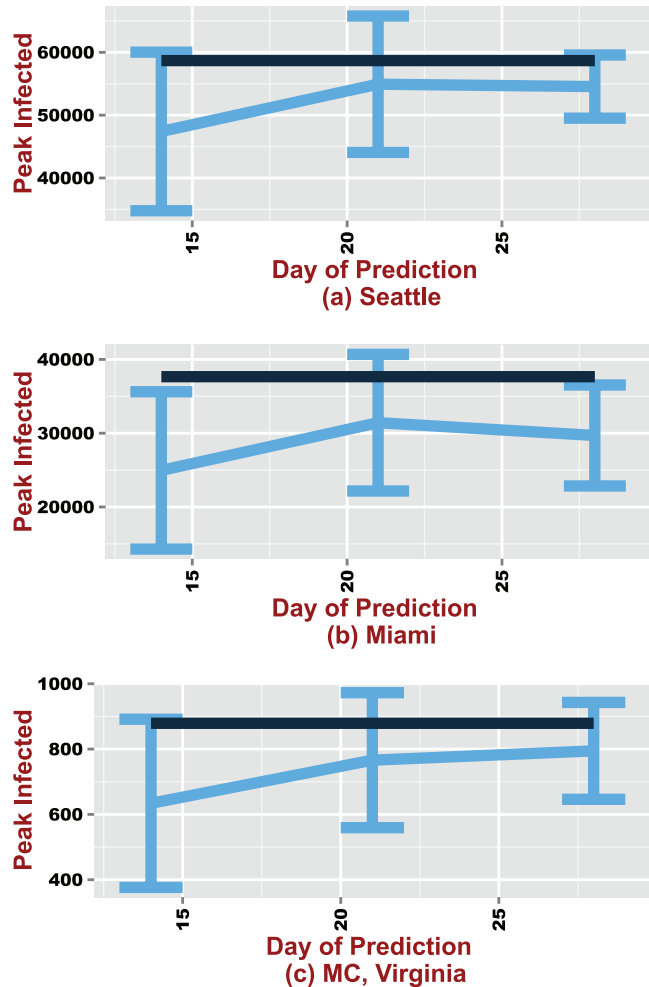 Peak Infected
60000
50000
40000
15
20
25
Day of Prediction
(a) Seattle
Peak Infected
40000
30000
20000
15
20
25
Day of Prediction
(b) Miami
Peak Infected
1000
800
600
400
15
20
25
Day of Prediction
(c) MC, Virginia